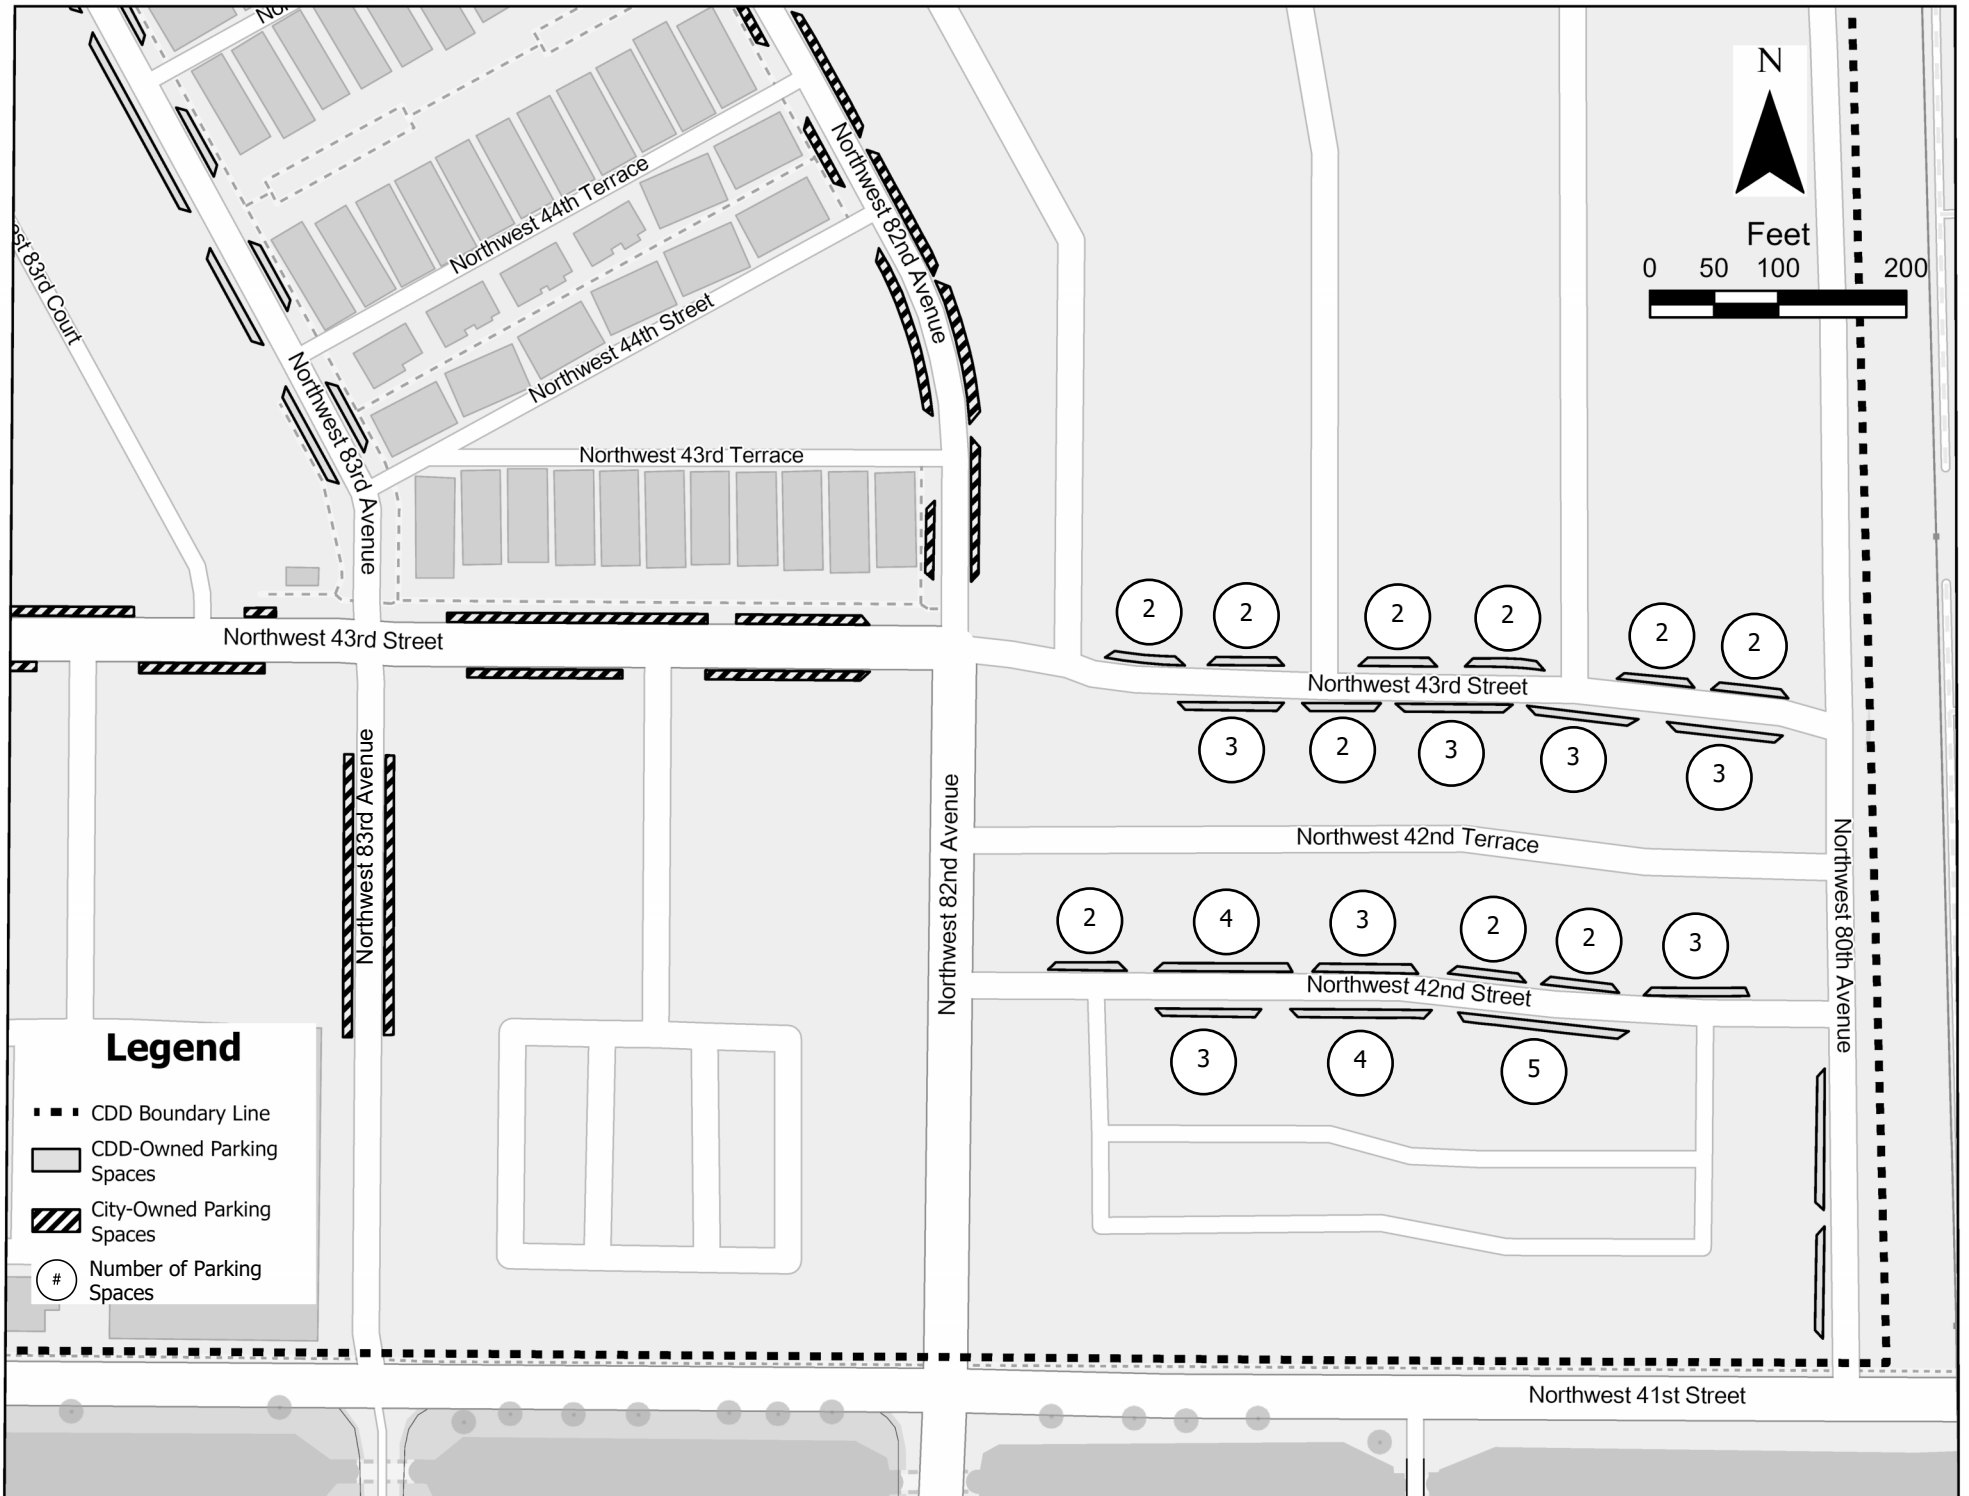 No
N
Feet
0 50 100 200
Northwest 82nd Avenue
Northwest 44th Terrace
est 83rd Court
Northwest 44th Street
Northwest 83rd Avenue
Northwest 43rd Terrace
2 2 2 2 2 2
Northwest 43rd Street
Northwest 43rd Street
3 2 3 3 3
Northwest 83rd Avenue
Northwest 82nd Avenue
Northwest 42nd Terrace
Northwest 80th Avenue
2 4 3 2 2 3
Northwest 42nd Street
3 4 5
Legend
CDD Boundary Line
CDD-Owned Parking
Spaces
City-Owned Parking
Spaces
# Number of Parking
Spaces
Northwest 41st Street